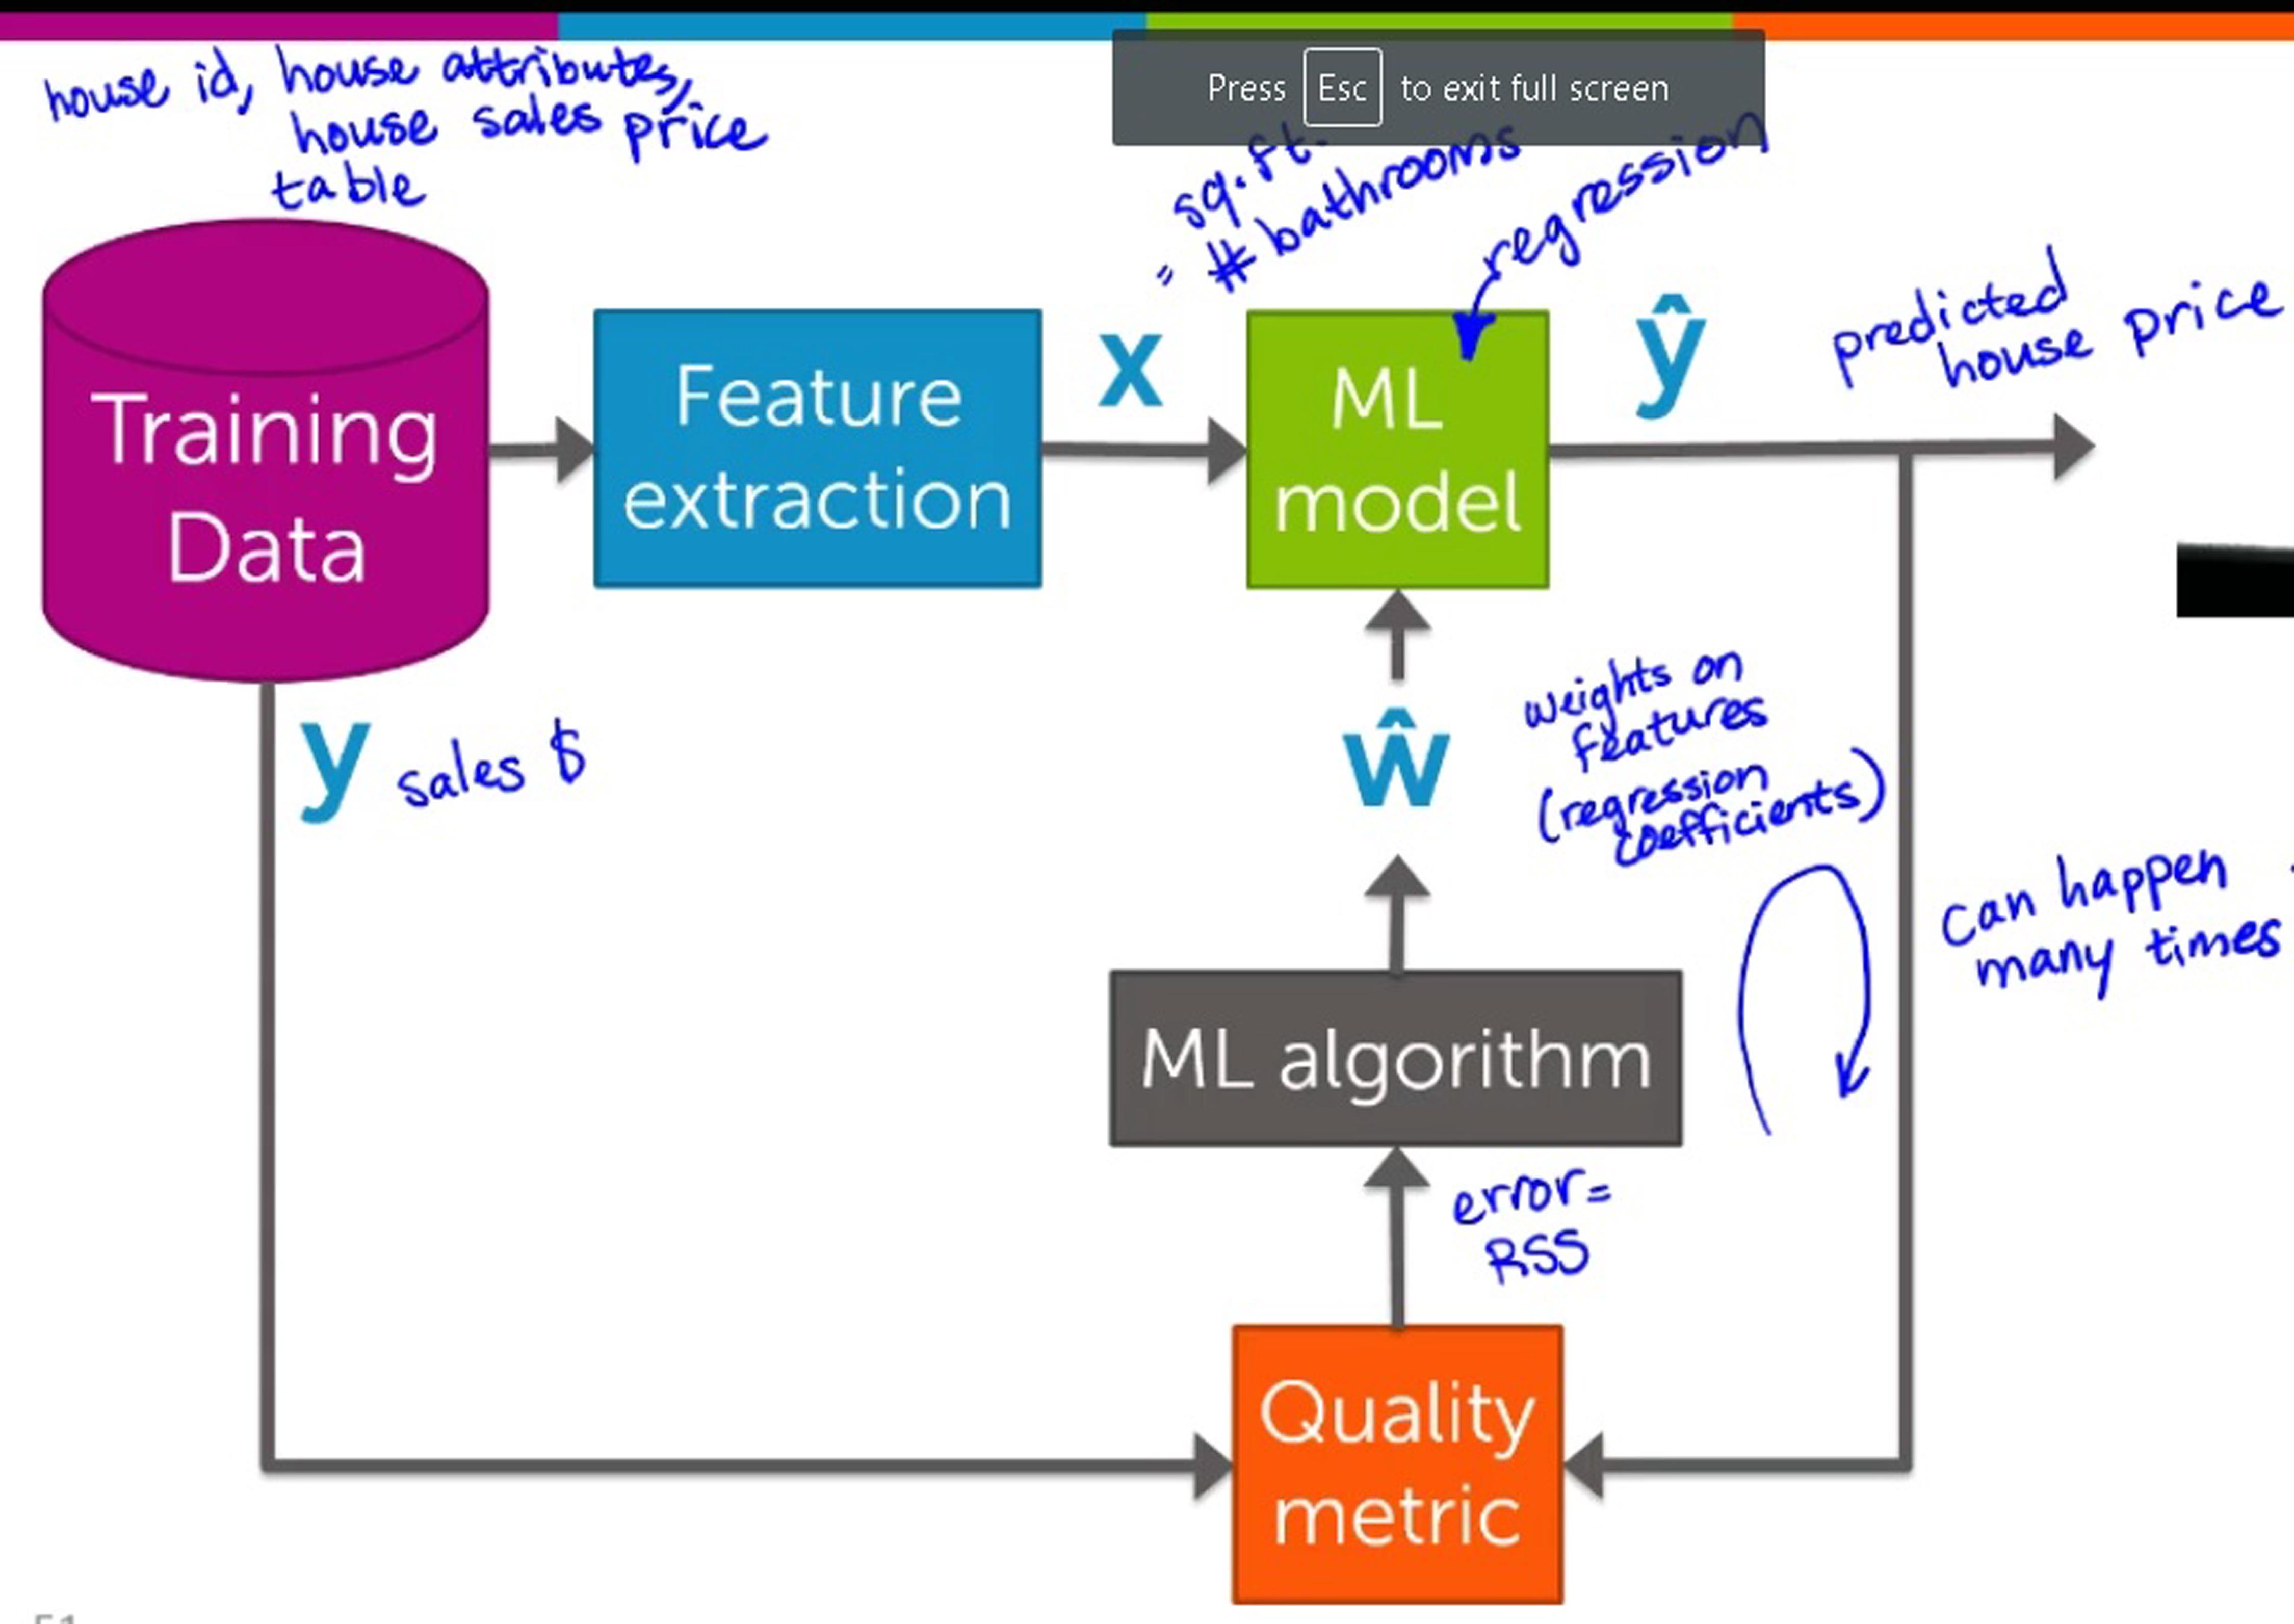 Press Esc to exit full screen
house id, house attributes,
house sales price
table
= sq.ft.
# bathrooms
regression
Training
Data
Feature
extraction
x
ML
model
ŷ
predicted
house price
y sales $
ŵ
weights on
features
(regression
coefficients)
can happen
many times
ML algorithm
error=
RSS
Quality
metric
51